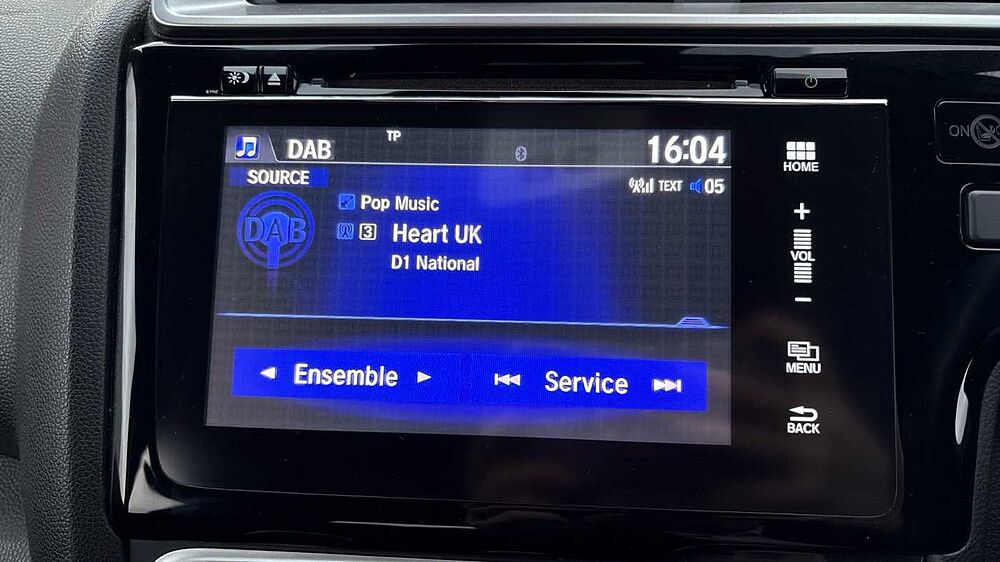 SYNC
DAB
TP
16:04
SOURCE
TEXT 05
DAB
Pop Music
3 Heart UK
D1 National
Ensemble
Service
HOME
+
VOL
−
MENU
BACK
ON